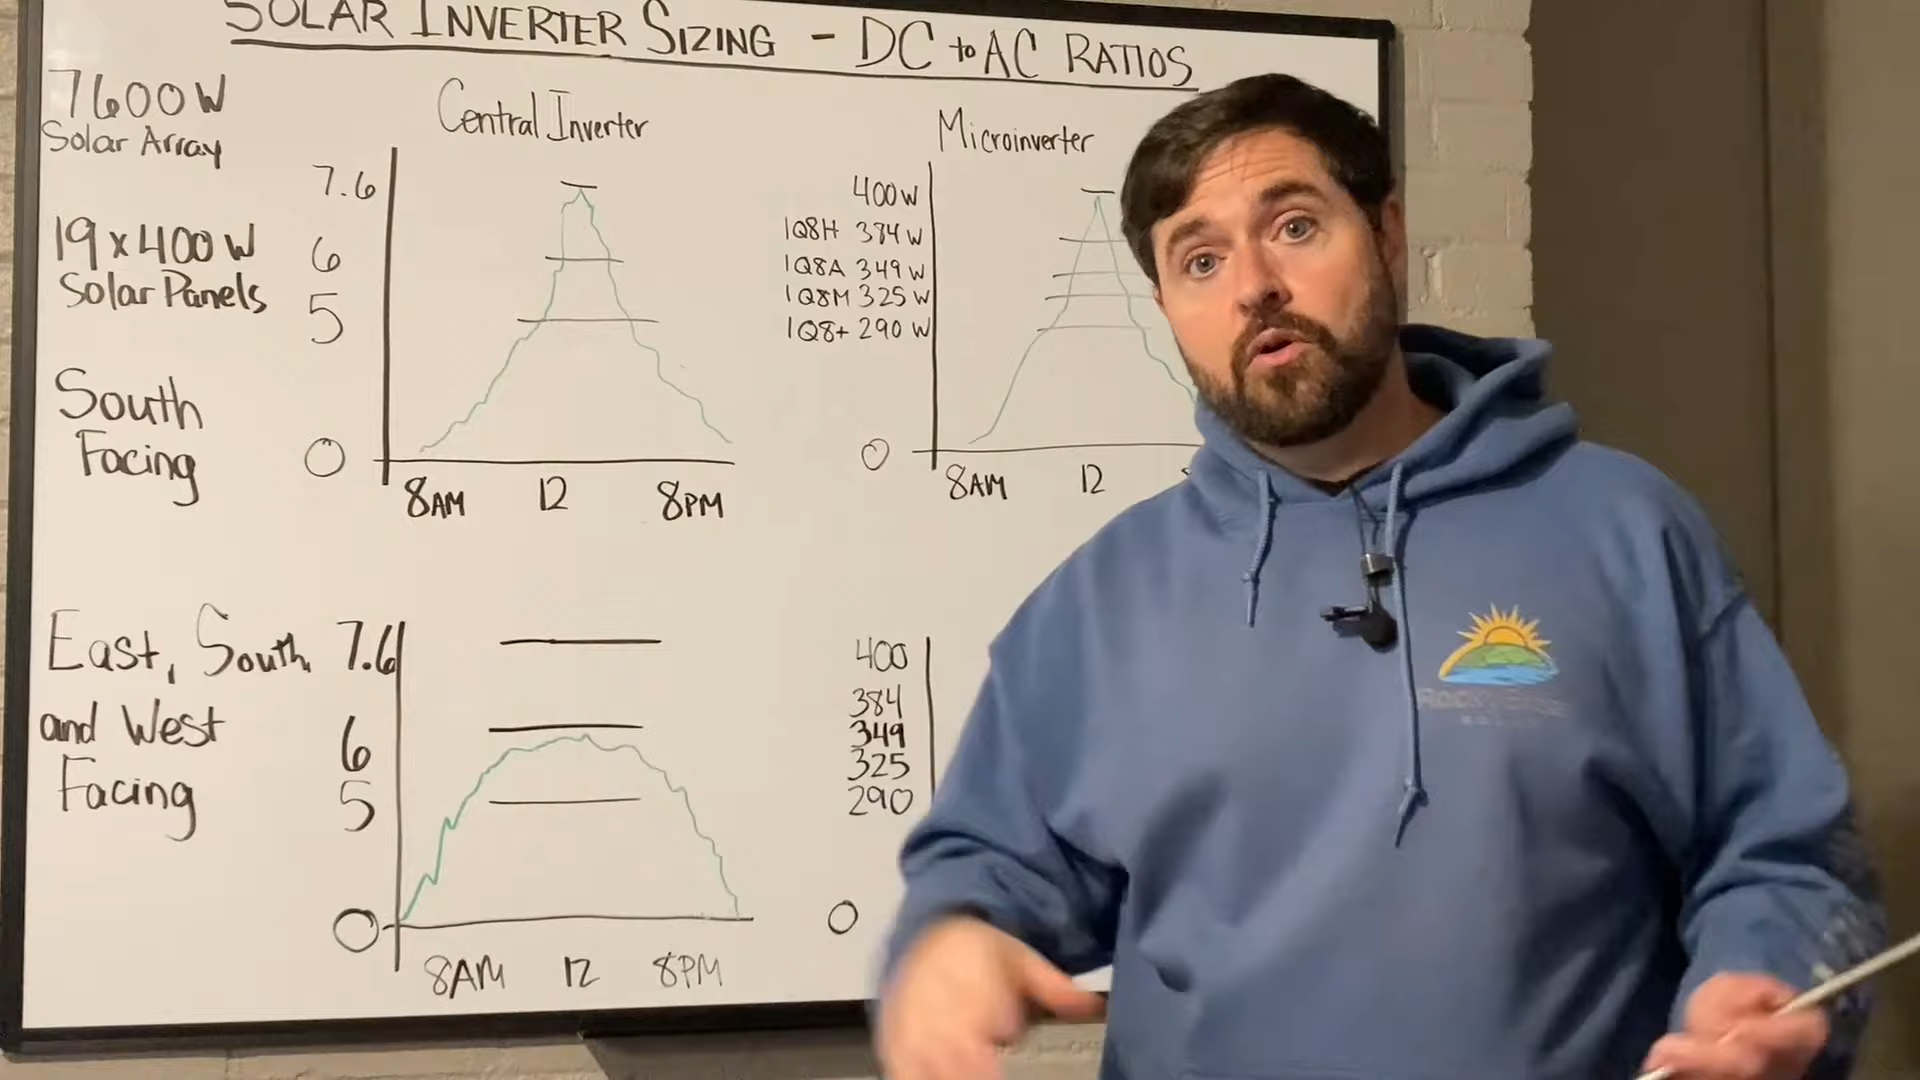 SOLAR INVERTER SIZING - DC to AC RATIOS
7600W
Solar Array
19 x 400 W
Solar Panels
South
Facing
Central Inverter
7.6
6
5
0
8AM 12 8PM
Microinverter
400W
IQ8H 384W
IQ8A 349W
IQ8M 325W
IQ8+ 290W
0
8AM 12
East, South,
and West
Facing
7.6
6
5
0
8AM 12 8PM
400
384
349
325
290
0